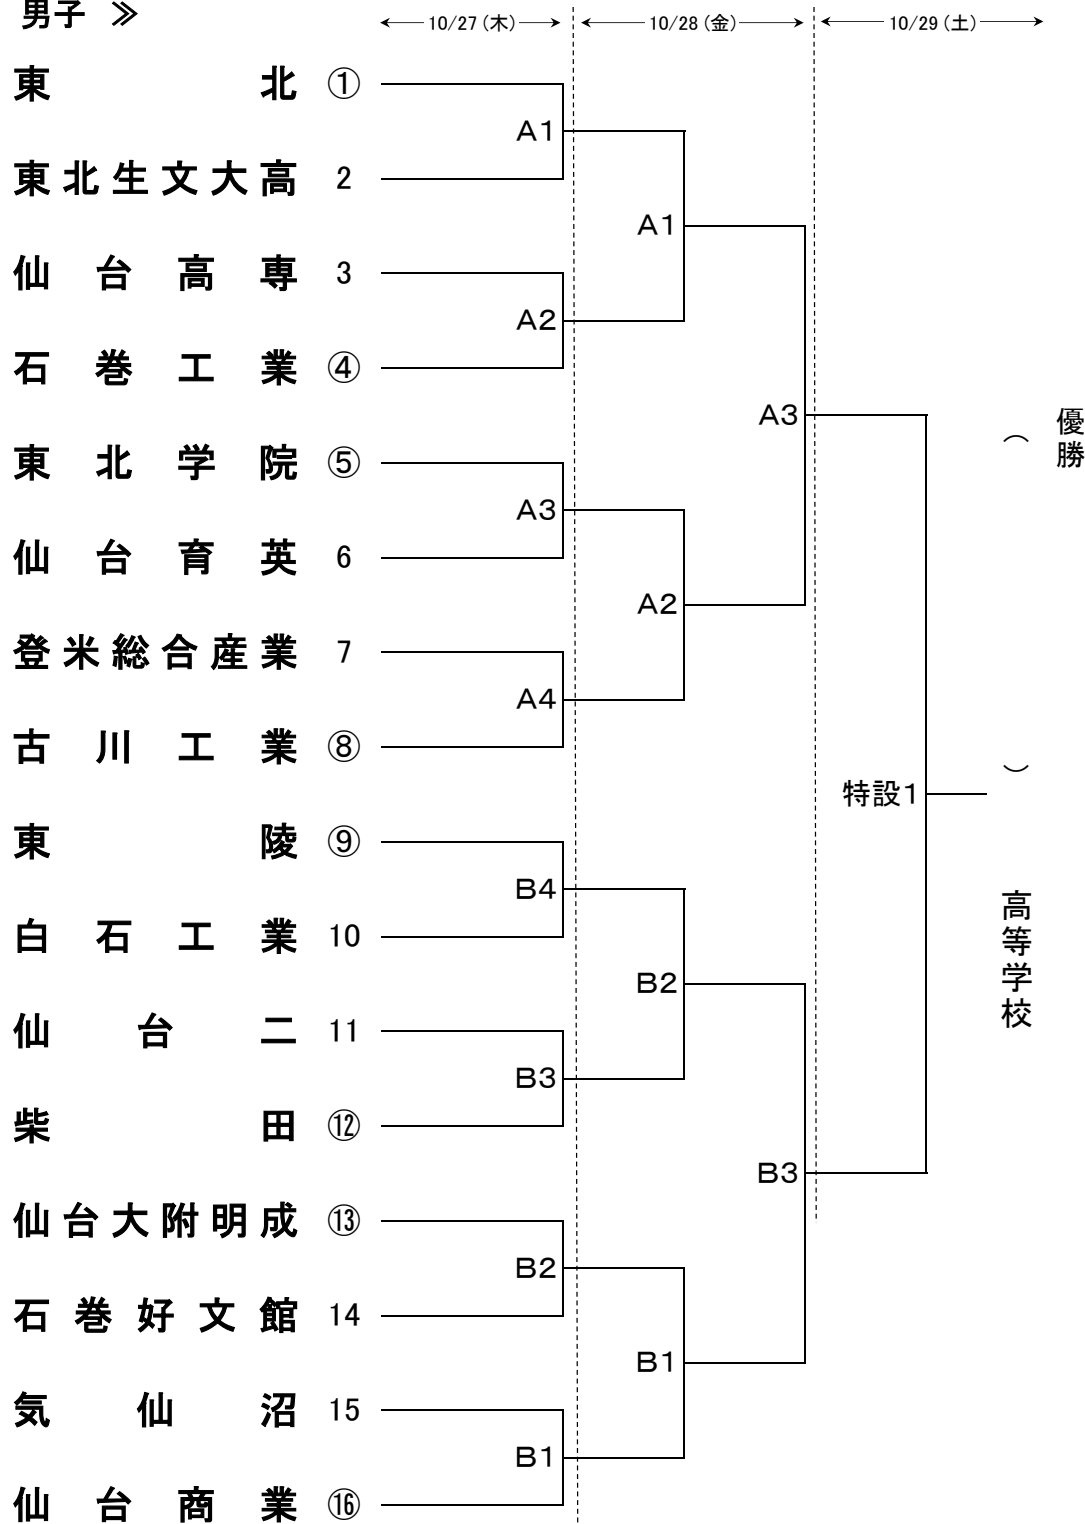 男子 ≫
10/27(木) 10/28(金) 10/29(土)
東北 ①
A1
東北生文大高 2
A1
仙台高専 3
A2
石巻工業 ④
A3
優勝
（
東北学院 ⑤
A3
仙台育英 6
A2
登米総合産業 7
A4
古川工業 ⑧
）
特設1
東陵 ⑨
B4
高等学校
白石工業 10
B2
仙台二 11
B3
柴田 ⑫
B3
仙台大附明成 ⑬
B2
石巻好文館 14
B1
気仙沼 15
B1
仙台商業 ⑯